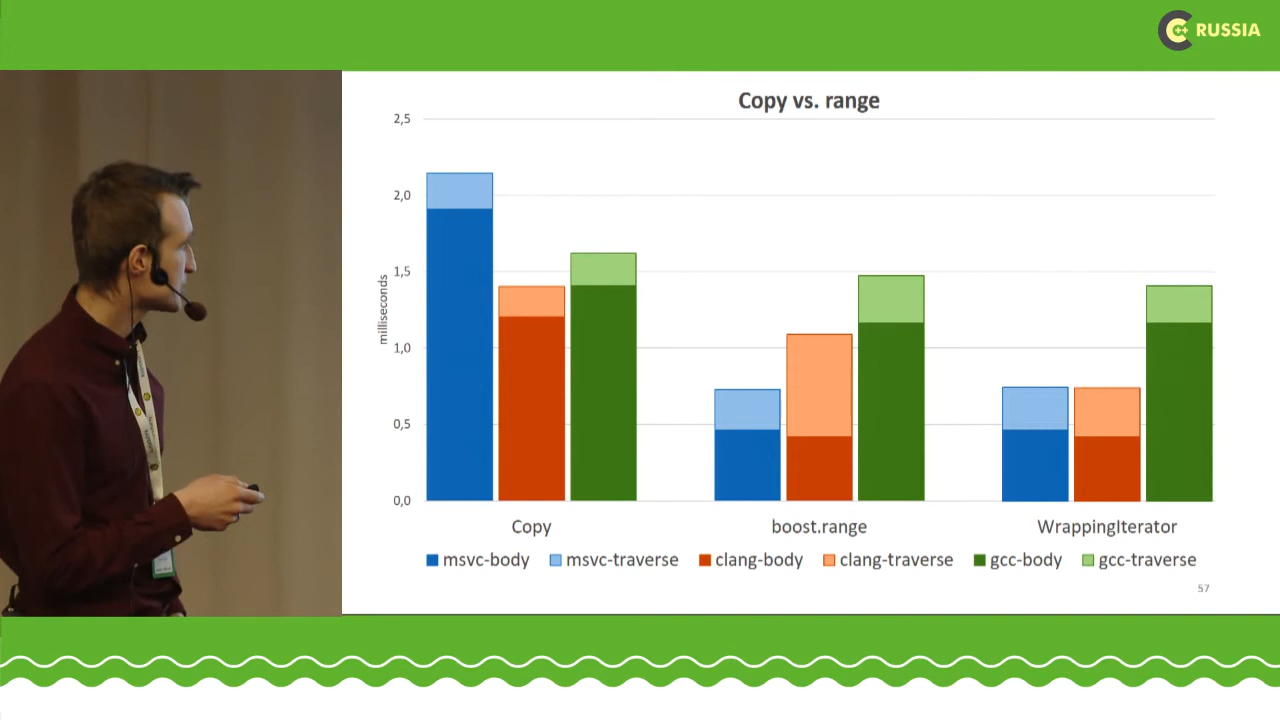 C++ RUSSIA
Copy vs. range
2,5
2,0
1,5
1,0
0,5
0,0
milliseconds
Copy boost.range WrappingIterator
msvc-body msvc-traverse clang-body clang-traverse gcc-body gcc-traverse
57